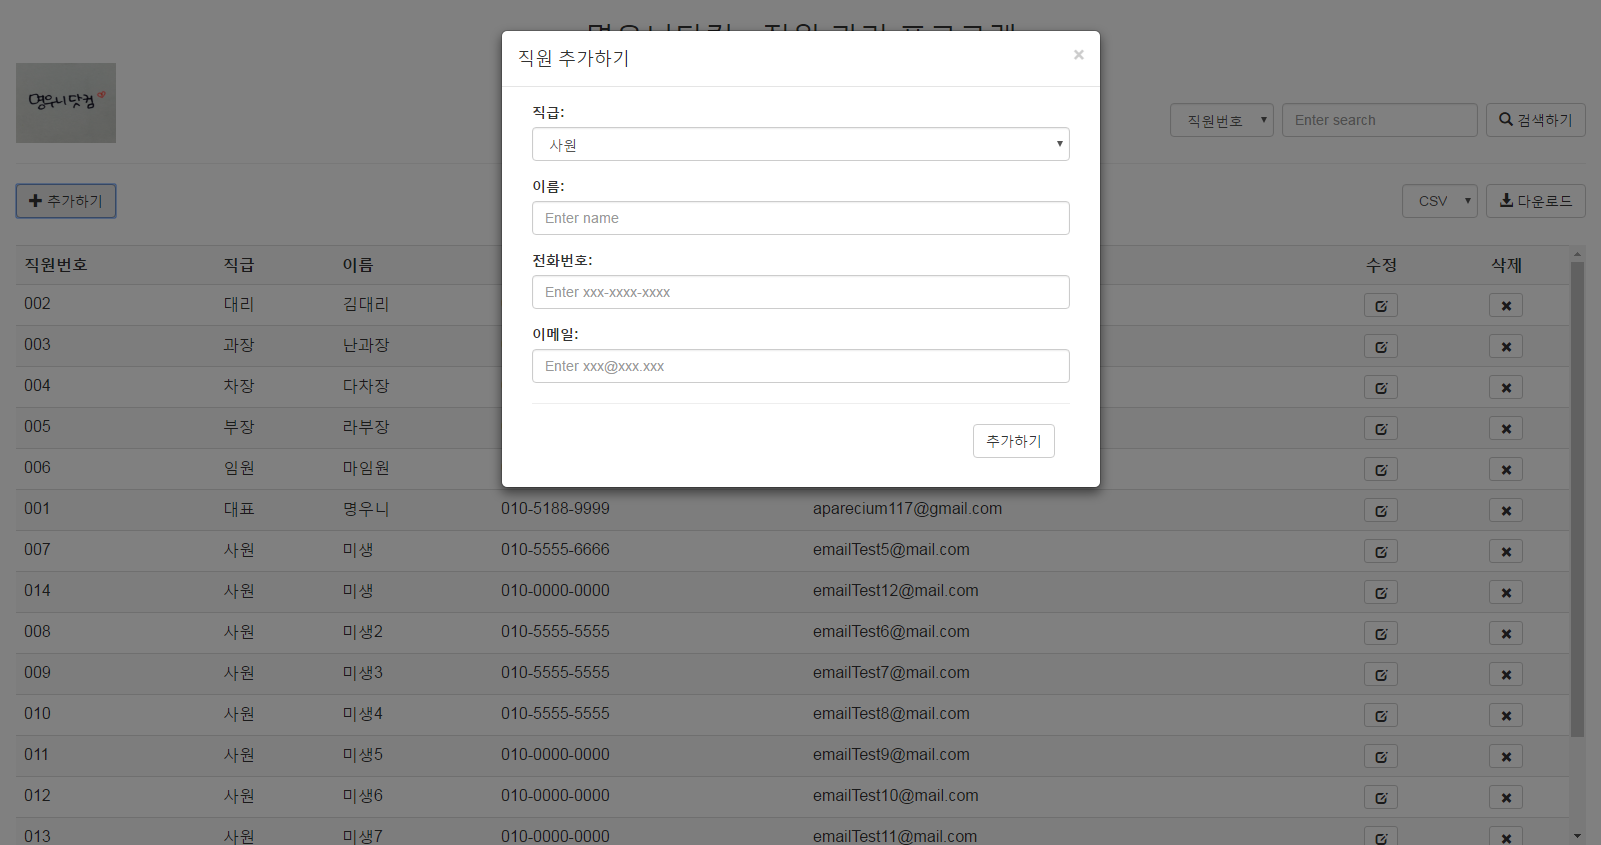 직원 추가하기 ×
직급:
사원
이름:
Enter name
전화번호:
Enter xxx-xxxx-xxxx
이메일:
Enter xxx@xxx.xxx
추가하기
명우니닷컴
직원번호 Enter search 검색하기
추가하기 CSV 다운로드
직원번호 직급 이름 수정 삭제
002 대리 김대리
003 과장 난과장
004 차장 다차장
005 부장 라부장
006 임원 마임원
001 대표 명우니 010-5188-9999 aparecium117@gmail.com
007 사원 미생 010-5555-6666 emailTest5@mail.com
014 사원 미생 010-0000-0000 emailTest12@mail.com
008 사원 미생2 010-5555-5555 emailTest6@mail.com
009 사원 미생3 010-5555-5555 emailTest7@mail.com
010 사원 미생4 010-5555-5555 emailTest8@mail.com
011 사원 미생5 010-0000-0000 emailTest9@mail.com
012 사원 미생6 010-0000-0000 emailTest10@mail.com
013 사원 미생7 010-0000-0000 emailTest11@mail.com